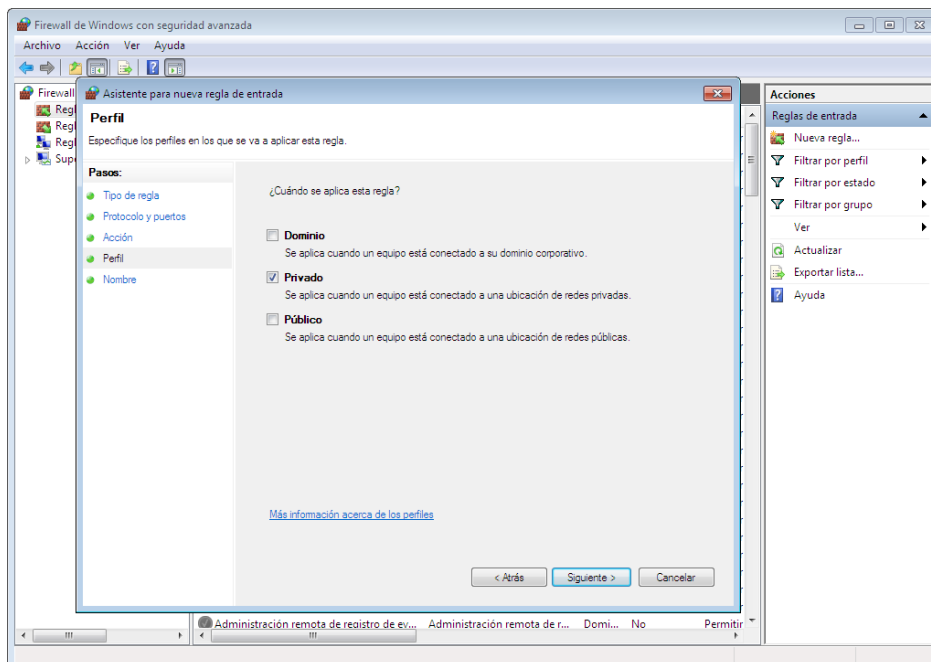 Firewall de Windows con seguridad avanzada
Archivo Acción Ver Ayuda
Firewall
Regl
Regl
Regl
Supe
Asistente para nueva regla de entrada
Perfil
Especifique los perfiles en los que se va a aplicar esta regla.
Pasos:
Tipo de regla
Protocolo y puertos
Acción
Perfil
Nombre
¿Cuándo se aplica esta regla?
Dominio
Se aplica cuando un equipo está conectado a su dominio corporativo.
Privado
Se aplica cuando un equipo está conectado a una ubicación de redes privadas.
Público
Se aplica cuando un equipo está conectado a una ubicación de redes públicas.
Más información acerca de los perfiles
< Atrás Siguiente > Cancelar
Administración remota de registro de ev... Administración remota de r... Domi... No Permitir
Acciones
Reglas de entrada
Nueva regla...
Filtrar por perfil
Filtrar por estado
Filtrar por grupo
Ver
Actualizar
Exportar lista...
Ayuda